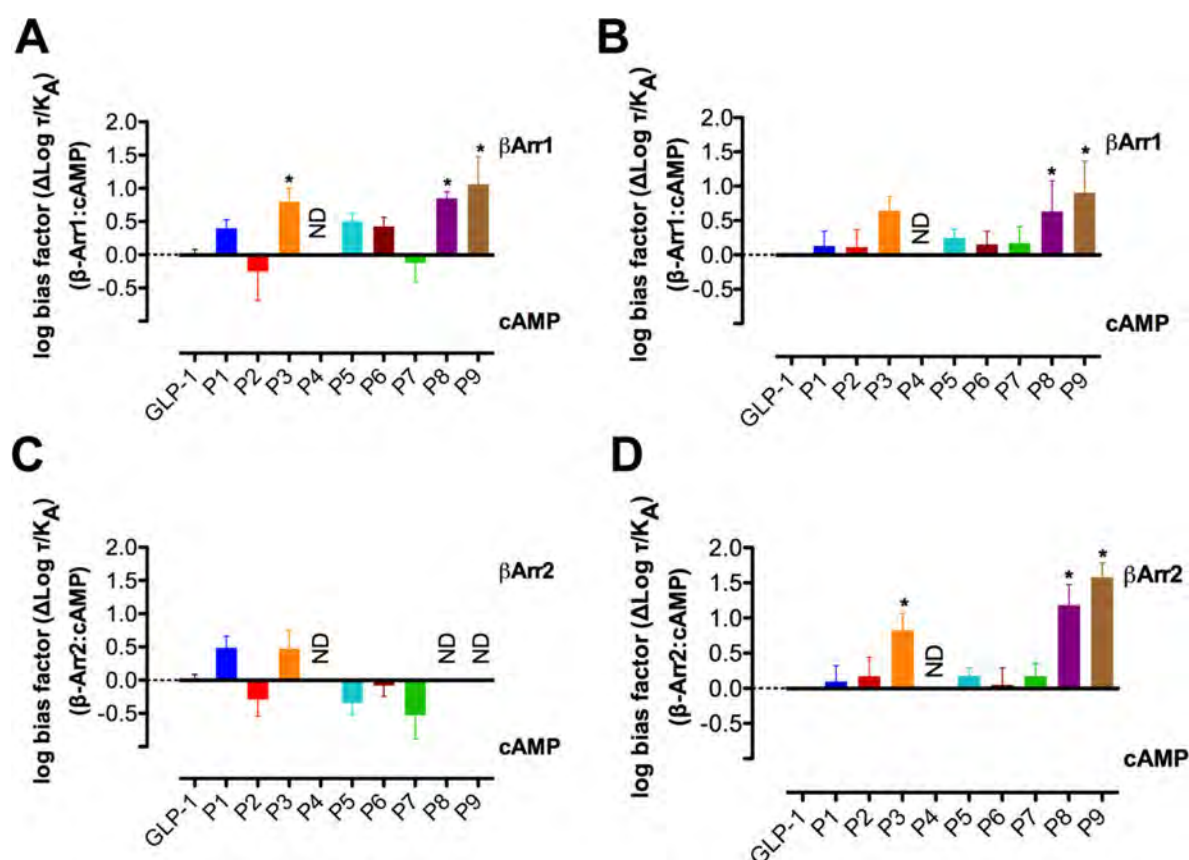 A
log bias factor (ΔLog τ/KA)
(β-Arr1:cAMP)
2.0
1.5
1.0
0.5
0.0
-0.5
βArr1
cAMP
*
ND
*
*
GLP-1
P1
P2
P3
P4
P5
P6
P7
P8
P9
B
log bias factor (ΔLog τ/KA)
(β-Arr1:cAMP)
2.0
1.5
1.0
0.5
0.0
-0.5
βArr1
cAMP
ND
*
*
GLP-1
P1
P2
P3
P4
P5
P6
P7
P8
P9
C
log bias factor (ΔLog τ/KA)
(β-Arr2:cAMP)
2.0
1.5
1.0
0.5
0.0
-0.5
βArr2
cAMP
ND
ND
ND
GLP-1
P1
P2
P3
P4
P5
P6
P7
P8
P9
D
log bias factor (ΔLog τ/KA)
(β-Arr2:cAMP)
2.0
1.5
1.0
0.5
0.0
-0.5
βArr2
cAMP
*
ND
*
*
GLP-1
P1
P2
P3
P4
P5
P6
P7
P8
P9